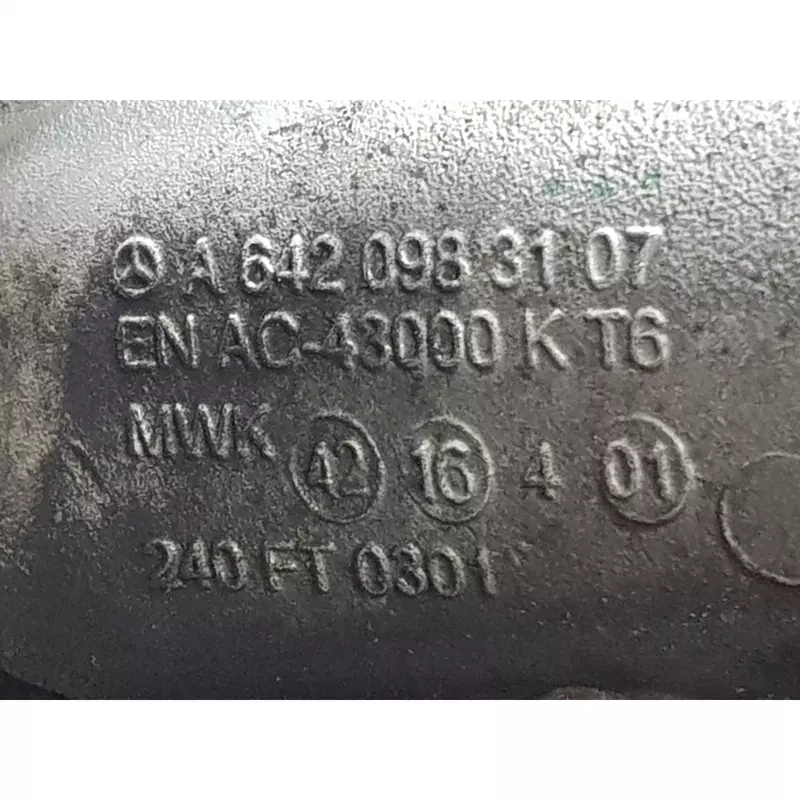 A 642 098 31 07
EN AC-43000 K T6
MWK 42 16 4 01
240 FT 0301